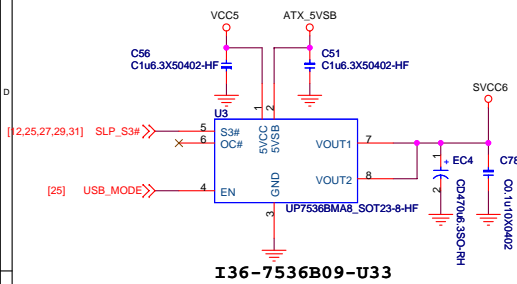 VCC5
ATX_5VSB
C56
C1u6.3X50402-HF
C51
C1u6.3X50402-HF
SVCC6
D
U3
1
2
[12,25,27,29,31] SLP_S3#
5
S3#
6
OC#
5VCC
5VSB
VOUT1
7
VOUT2
8
[25] USB_MODE
4
EN
GND
3
UP7536BMA8_SOT23-8-HF
1
+
EC4
2
CD470u6.3SO-RH
C78
C0.1u10X0402
I36-7536B09-U33